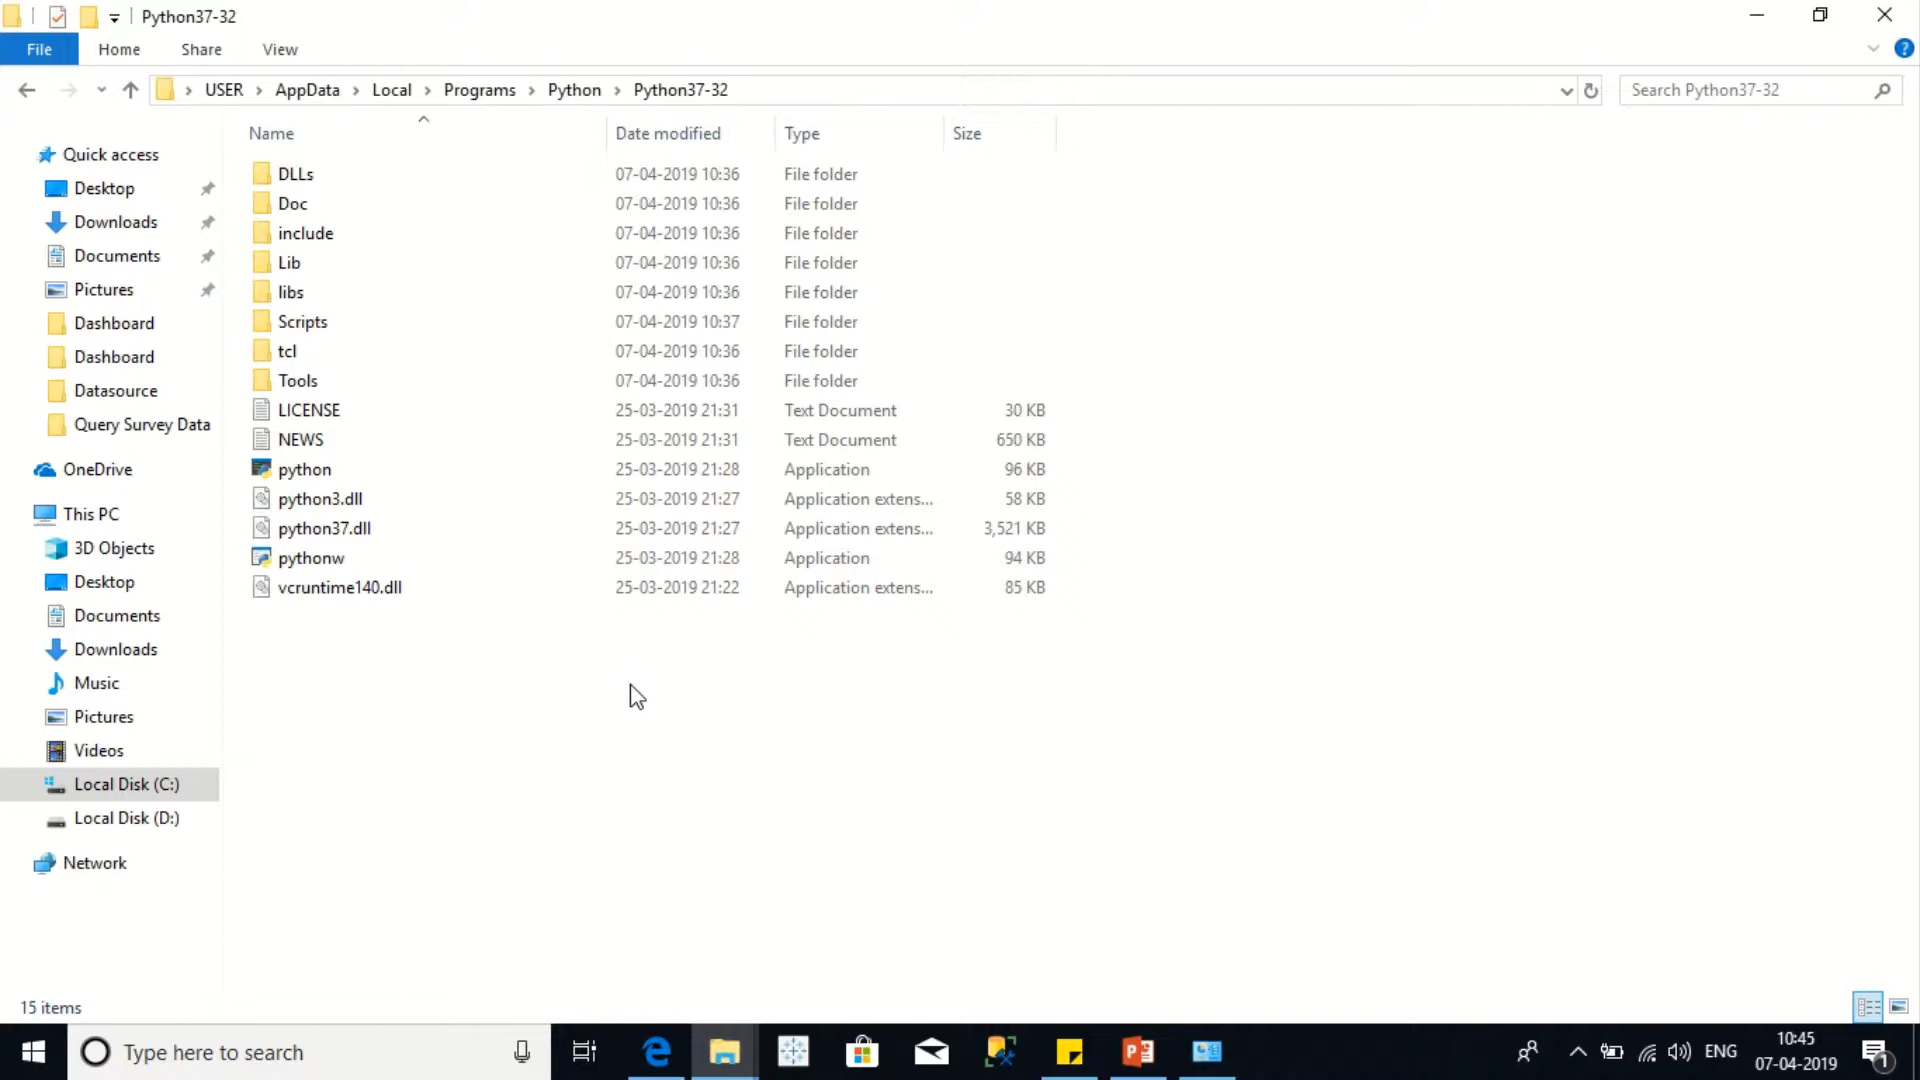 Python37-32
File Home Share View
USER > AppData > Local > Programs > Python > Python37-32
Search Python37-32
Name Date modified Type Size
Quick access
Desktop
Downloads
Documents
Pictures
Dashboard
Dashboard
Datasource
Query Survey Data
OneDrive
This PC
3D Objects
Desktop
Documents
Downloads
Music
Pictures
Videos
Local Disk (C:)
Local Disk (D:)
Network
DLLs 07-04-2019 10:36 File folder
Doc 07-04-2019 10:36 File folder
include 07-04-2019 10:36 File folder
Lib 07-04-2019 10:36 File folder
libs 07-04-2019 10:36 File folder
Scripts 07-04-2019 10:37 File folder
tcl 07-04-2019 10:36 File folder
Tools 07-04-2019 10:36 File folder
LICENSE 25-03-2019 21:31 Text Document 30 KB
NEWS 25-03-2019 21:31 Text Document 650 KB
python 25-03-2019 21:28 Application 96 KB
python3.dll 25-03-2019 21:27 Application extens... 58 KB
python37.dll 25-03-2019 21:27 Application extens... 3,521 KB
pythonw 25-03-2019 21:28 Application 94 KB
vcruntime140.dll 25-03-2019 21:22 Application extens... 85 KB
15 items
Type here to search
ENG
10:45
07-04-2019
1